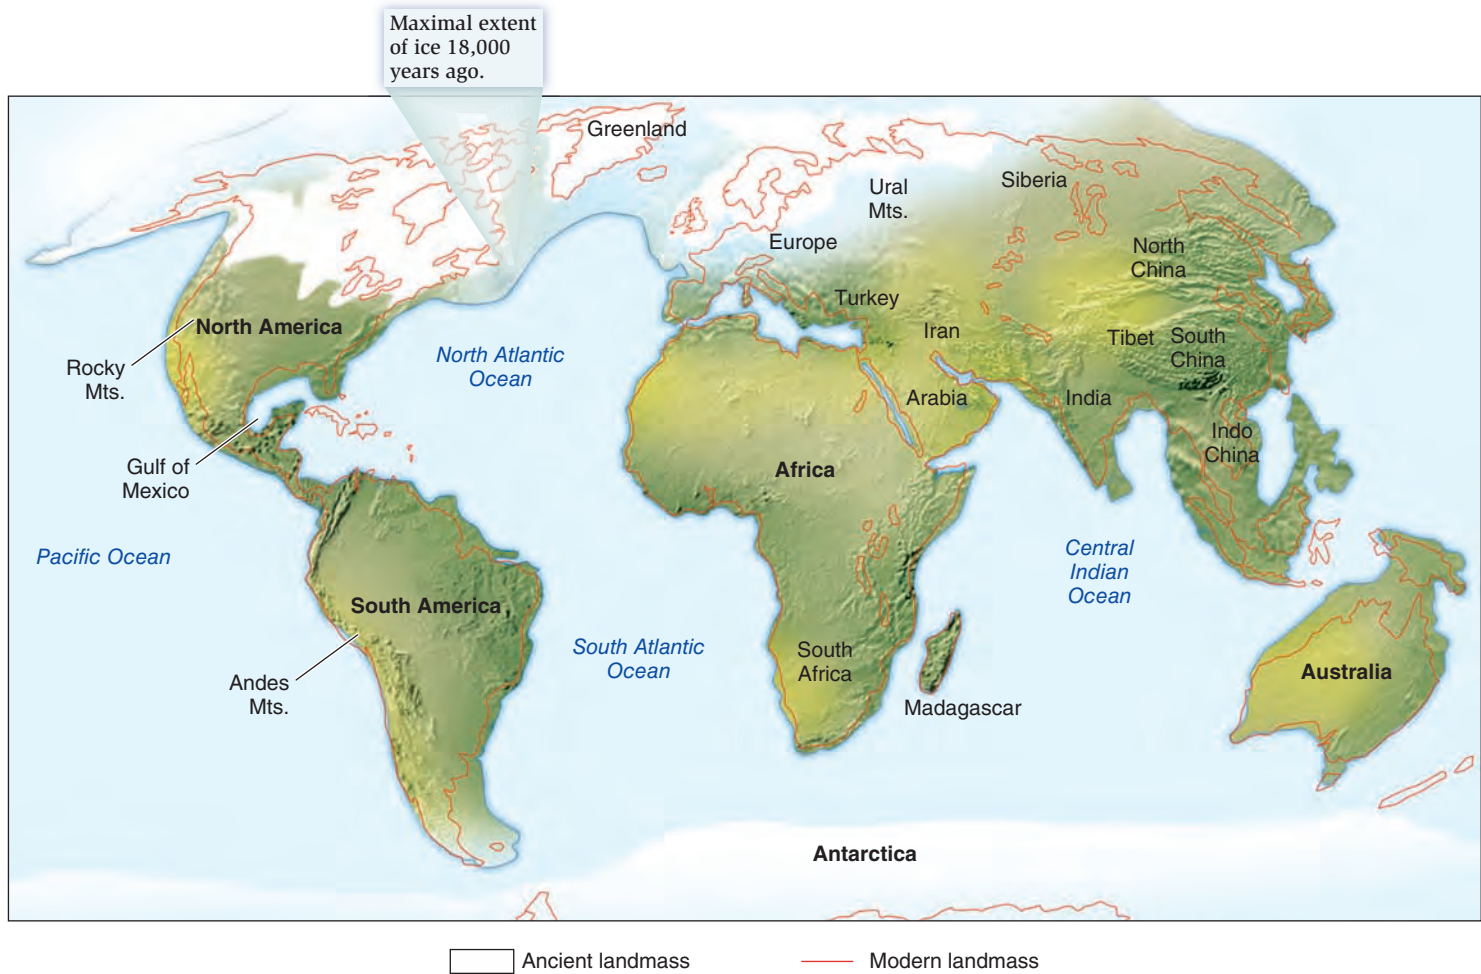 Maximal extent
of ice 18,000
years ago.
Greenland
Ural
Mts.
Siberia
Europe
North
China
Turkey
North America
Iran
Tibet
South
China
Rocky
Mts.
North Atlantic
Ocean
Arabia
India
Indo
China
Gulf of
Mexico
Africa
Pacific Ocean
Central
Indian
Ocean
South America
South Atlantic
Ocean
South
Africa
Australia
Andes
Mts.
Madagascar
Antarctica
Ancient landmass
Modern landmass